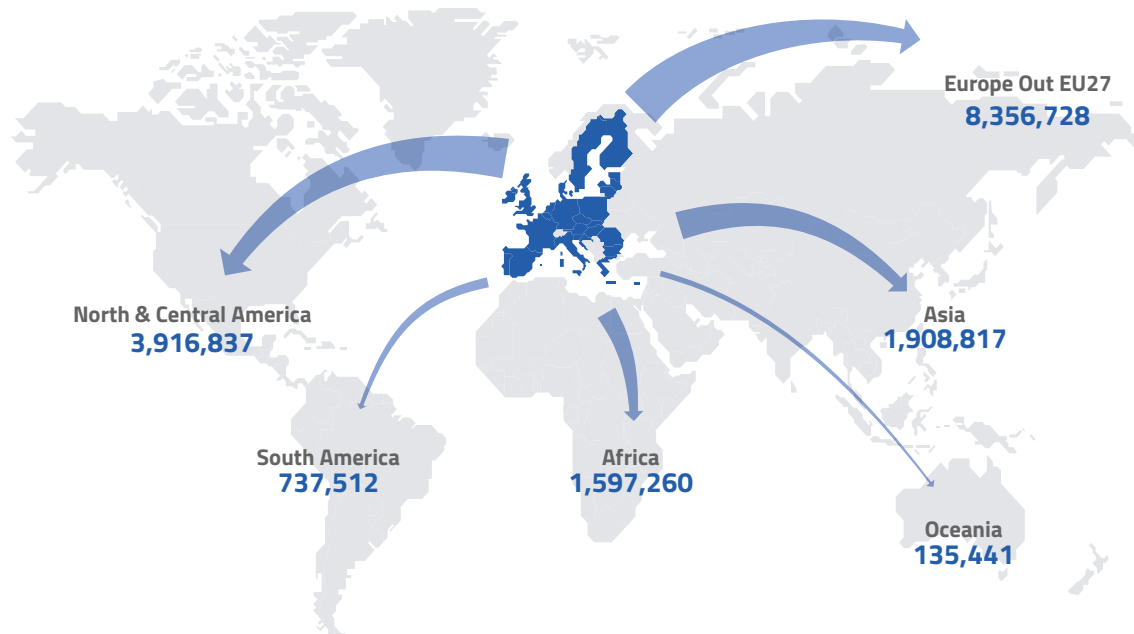 Europe Out EU27
8,356,728
North & Central America
3,916,837
Asia
1,908,817
South America
737,512
Africa
1,597,260
Oceania
135,441